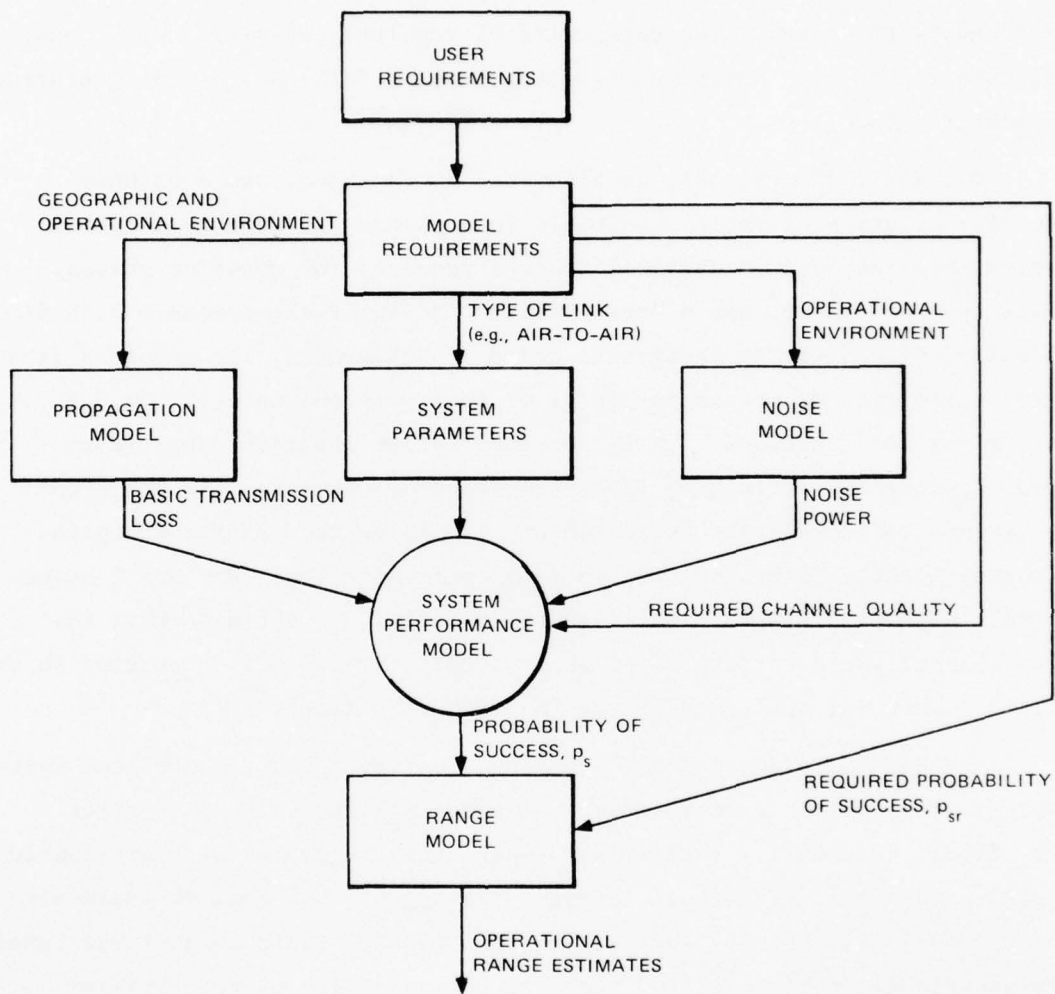 USER
REQUIREMENTS
GEOGRAPHIC AND
OPERATIONAL ENVIRONMENT
MODEL
REQUIREMENTS
TYPE OF LINK
(e.g., AIR-TO-AIR)
OPERATIONAL
ENVIRONMENT
PROPAGATION
MODEL
SYSTEM
PARAMETERS
NOISE
MODEL
BASIC TRANSMISSION
LOSS
NOISE
POWER
SYSTEM
PERFORMANCE
MODEL
REQUIRED CHANNEL QUALITY
PROBABILITY OF
SUCCESS, ps
REQUIRED PROBABILITY
OF SUCCESS, psr
RANGE
MODEL
OPERATIONAL
RANGE ESTIMATES